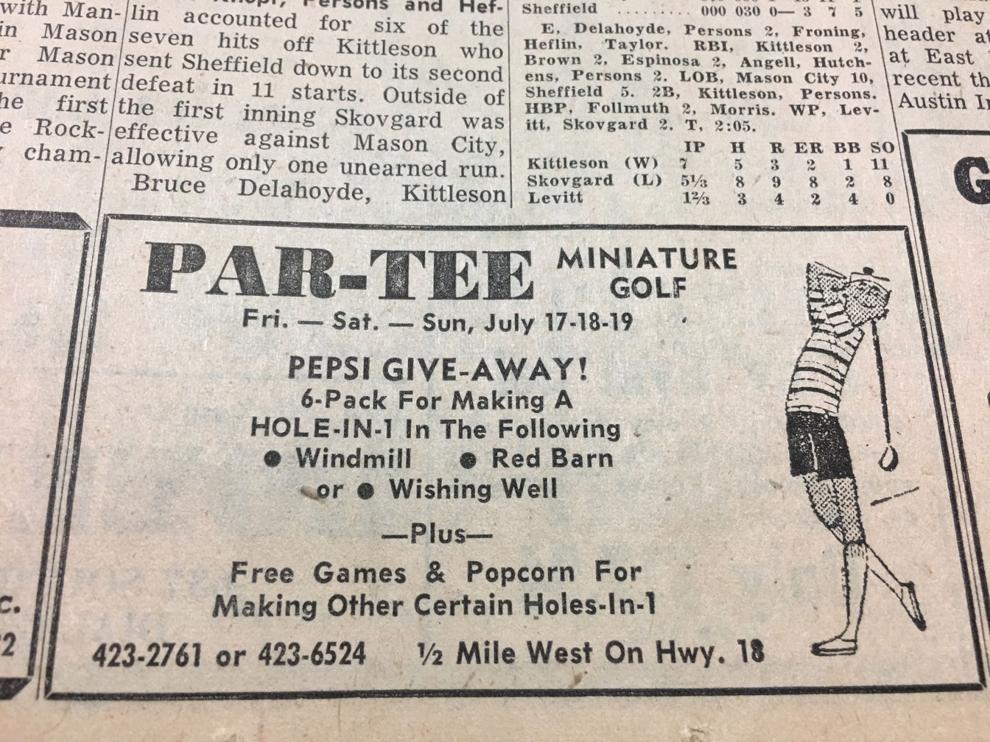 with Man-
in Mason
r Mason
urnament
he first
e Rock-
cham-
Persons and Hef-
lin accounted for six of the
seven hits off Kittleson who
sent Sheffield down to its second
defeat in 11 starts. Outside of
the first inning Skovgard was
effective against Mason City,
allowing only one unearned run.
Bruce Delahoyde, Kittleson
Sheffield .......... 000 030 0— 3 7 5
E, Delahoyde, Persons 2, Froning,
Heflin, Taylor. RBI, Kittleson 2,
Brown 2, Espinosa 2, Angell, Hutch-
ens, Persons 2. LOB, Mason City 10,
Sheffield 5. 2B, Kittleson, Persons.
HBP, Follmuth 2, Morris. WP, Lev-
itt, Skovgard 2. T, 2:05.
IP H R ER BB SO
Kittleson (W) 7 5 3 2 1 11
Skovgard (L) 5⅓ 8 9 8 2 8
Levitt 1⅔ 3 4 2 4 0
will play
header at
at East
recent th
Austin In
G
C.
2
PAR-TEE MINIATURE
GOLF
Fri. — Sat. — Sun, July 17-18-19
PEPSI GIVE-AWAY!
6-Pack For Making A
HOLE-IN-1 In The Following
● Windmill ● Red Barn
or ● Wishing Well
—Plus—
Free Games & Popcorn For
Making Other Certain Holes-In-1
423-2761 or 423-6524 ½ Mile West On Hwy. 18